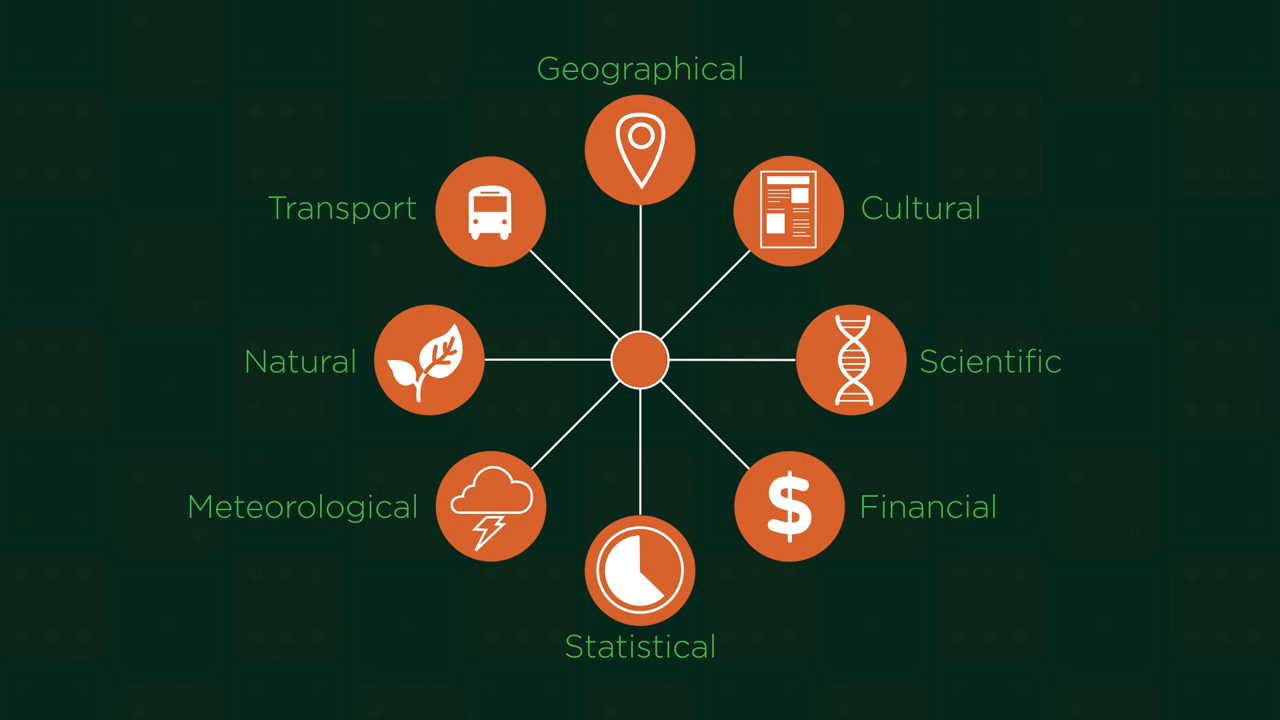 Geographical
Transport
Cultural
Natural
Scientific
Meteorological
Financial
Statistical